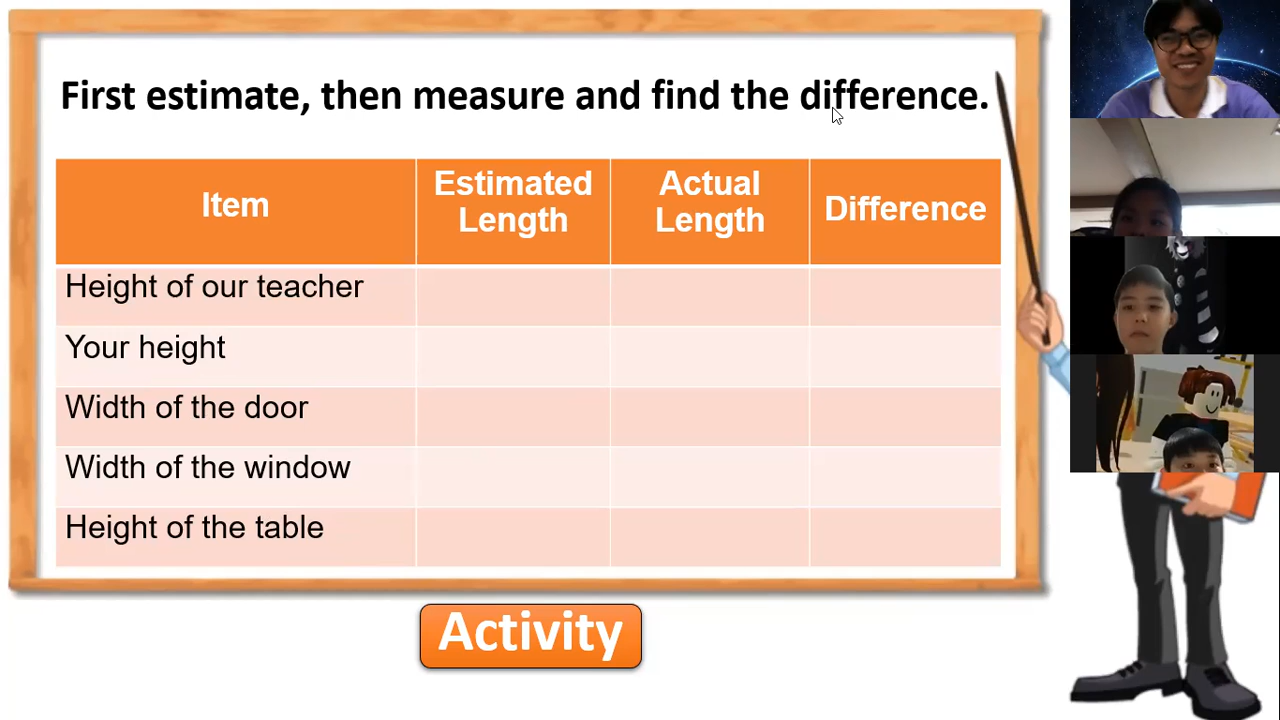 First estimate, then measure and find the difference.
Item
Estimated
Length
Actual
Length
Difference
Height of our teacher
Your height
Width of the door
Width of the window
Height of the table
Activity